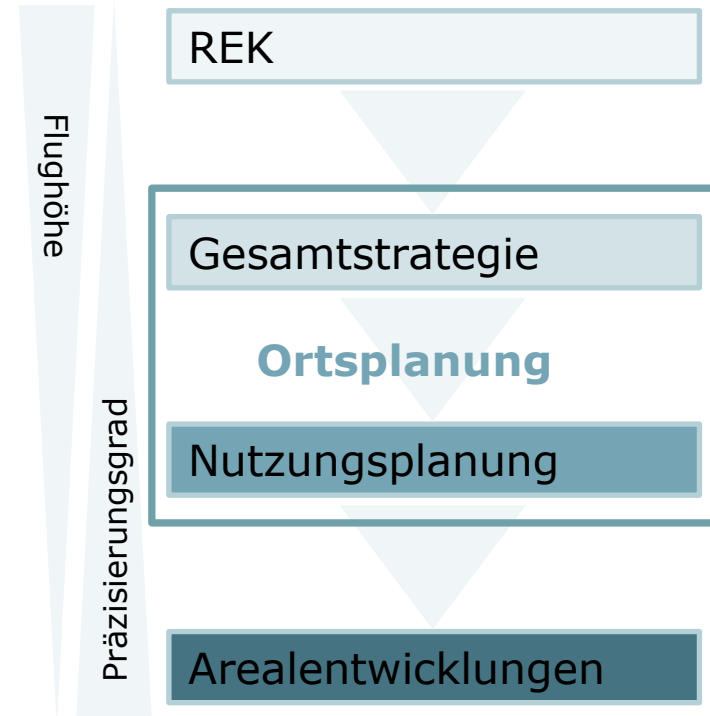 REK
Flughöhe
Gesamtstrategie
Ortsplanung
Nutzungsplanung
Präzisierungsgrad
Arealentwicklungen